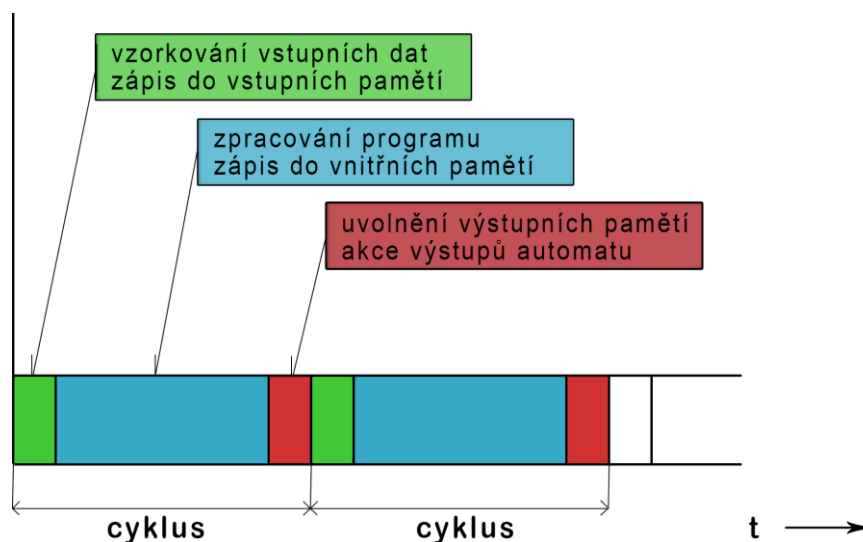 vzorkování vstupních dat
zápis do vstupních pamětí
zpracování programu
zápis do vnitřních pamětí
uvolnění výstupních pamětí
akce výstupů automatu
cyklus
cyklus
t